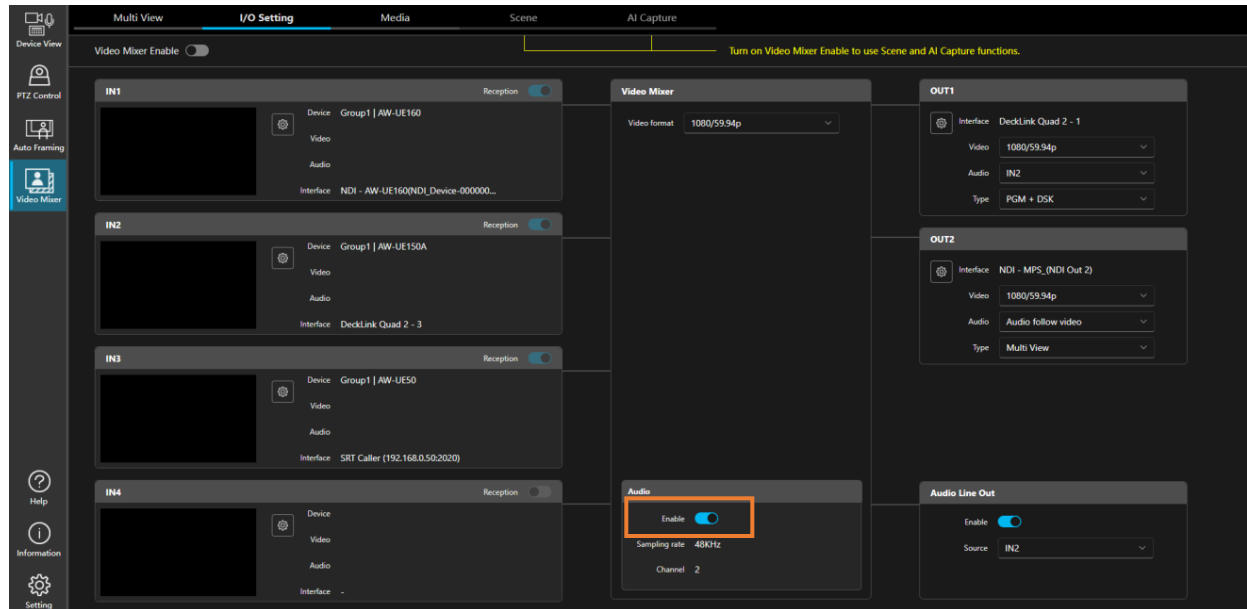 Multi View I/O Setting Media Scene AI Capture
Device View
Video Mixer Enable
Turn on Video Mixer Enable to use Scene and AI Capture functions.
PTZ Control
Auto Framing
Video Mixer
IN1 Reception
Device Group1 | AW-UE160
Video
Audio
Interface NDI - AW-UE160(NDI_Device-000000...
IN2 Reception
Device Group1 | AW-UE150A
Video
Audio
Interface DeckLink Quad 2 - 3
IN3 Reception
Device Group1 | AW-UE50
Video
Audio
Interface SRT Caller (192.168.0.50:2020)
IN4 Reception
Device
Video
Audio
Interface -
Video Mixer
Video format 1080/59.94p
Audio
Enable
Sampling rate 48KHz
Channel 2
OUT1
Interface DeckLink Quad 2 - 1
Video 1080/59.94p
Audio IN2
Type PGM + DSK
OUT2
Interface NDI - MPS_(NDI Out 2)
Video 1080/59.94p
Audio Audio follow video
Type Multi View
Audio Line Out
Enable
Source IN2
Help
Information
Setting